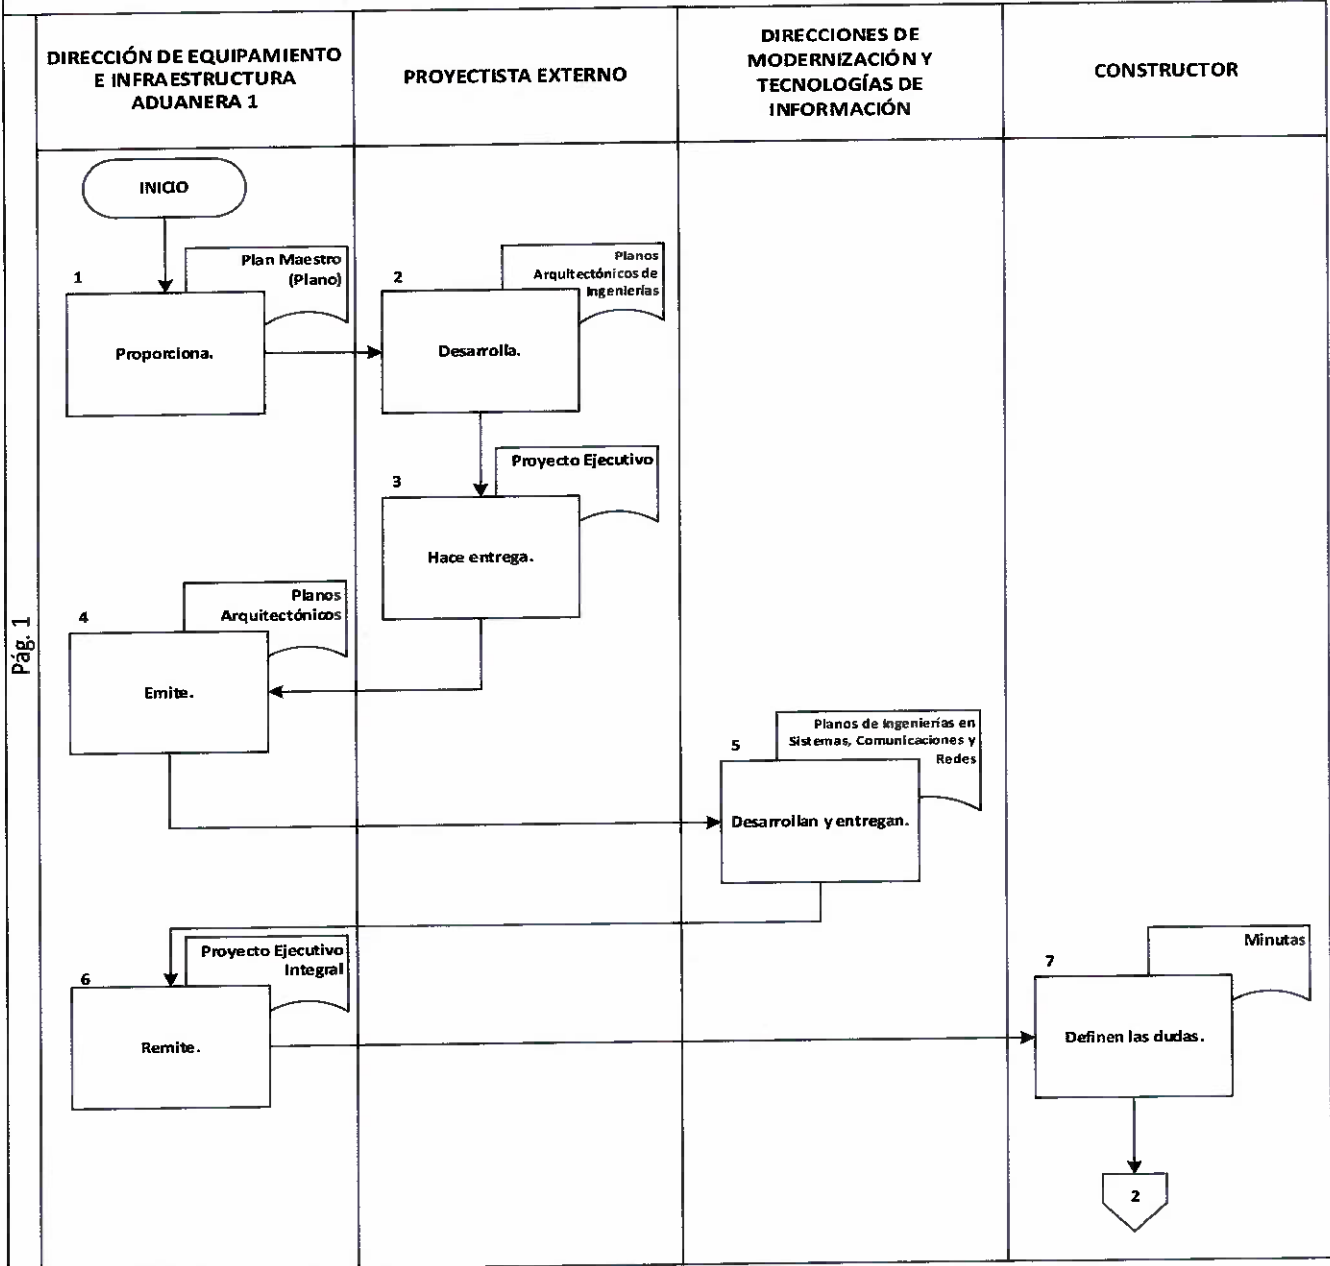 DIRECCIÓN DE EQUIPAMIENTO
E INFRAESTRUCTURA
ADUANERA 1
PROYECTISTA EXTERNO
DIRECCIONES DE
MODERNIZACIÓN Y
TECNOLOGÍAS DE
INFORMACIÓN
CONSTRUCTOR
Pág. 1
INICIO
1
Plan Maestro
(Plano)
Proporciona.
2
Planos
Arquitectónicos de
Ingenierías
Desarrolla.
3
Proyecto Ejecutivo
Hace entrega.
4
Planos
Arquitectónicos
Emite.
5
Planos de Ingenierías en
Sistemas, Comunicaciones y
Redes
Desarrollan y entregan.
6
Proyecto Ejecutivo
Integral
Remite.
7
Minutas
Definen las dudas.
2